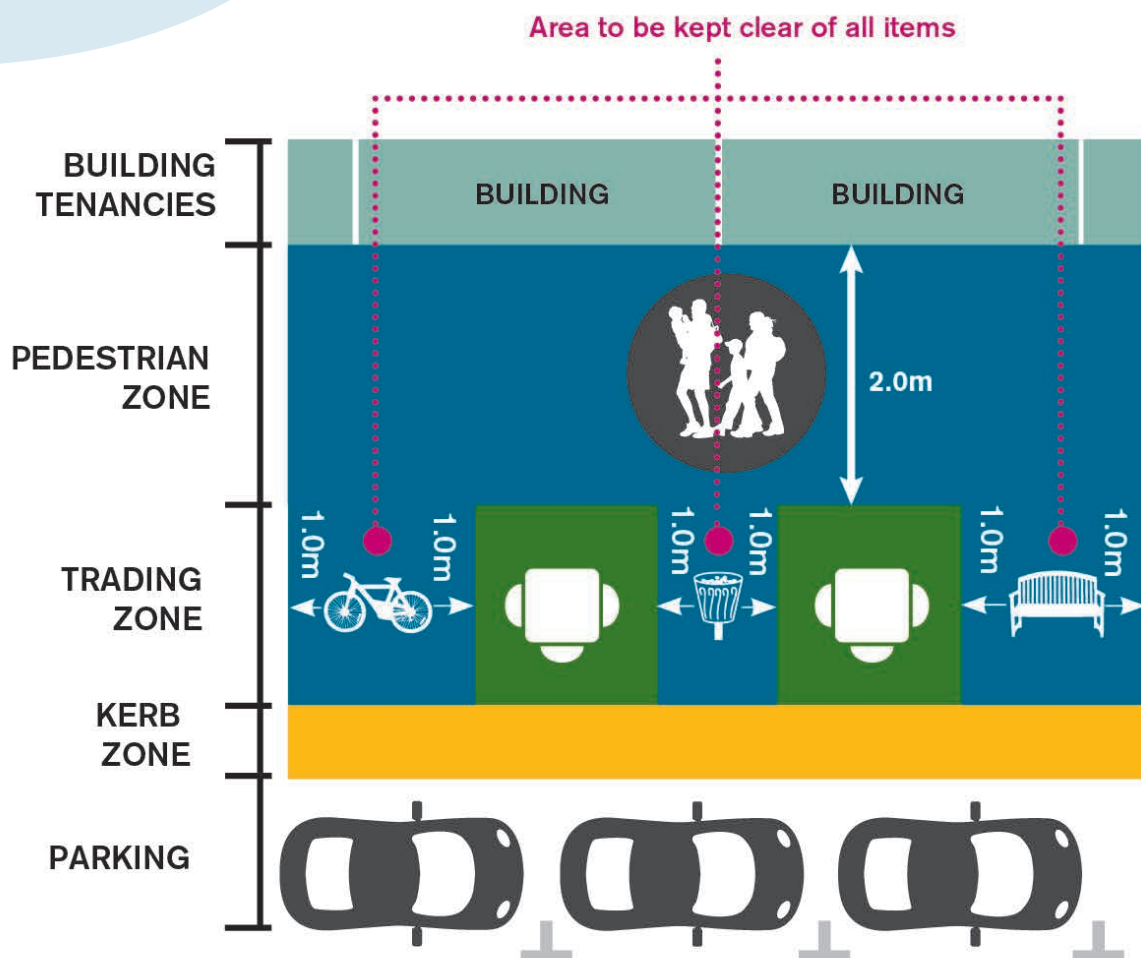 Area to be kept clear of all items
BUILDING
TENANCIES
BUILDING
BUILDING
PEDESTRIAN
ZONE
2.0m
TRADING
ZONE
1.0m
1.0m
1.0m
1.0m
1.0m
1.0m
KERB
ZONE
PARKING